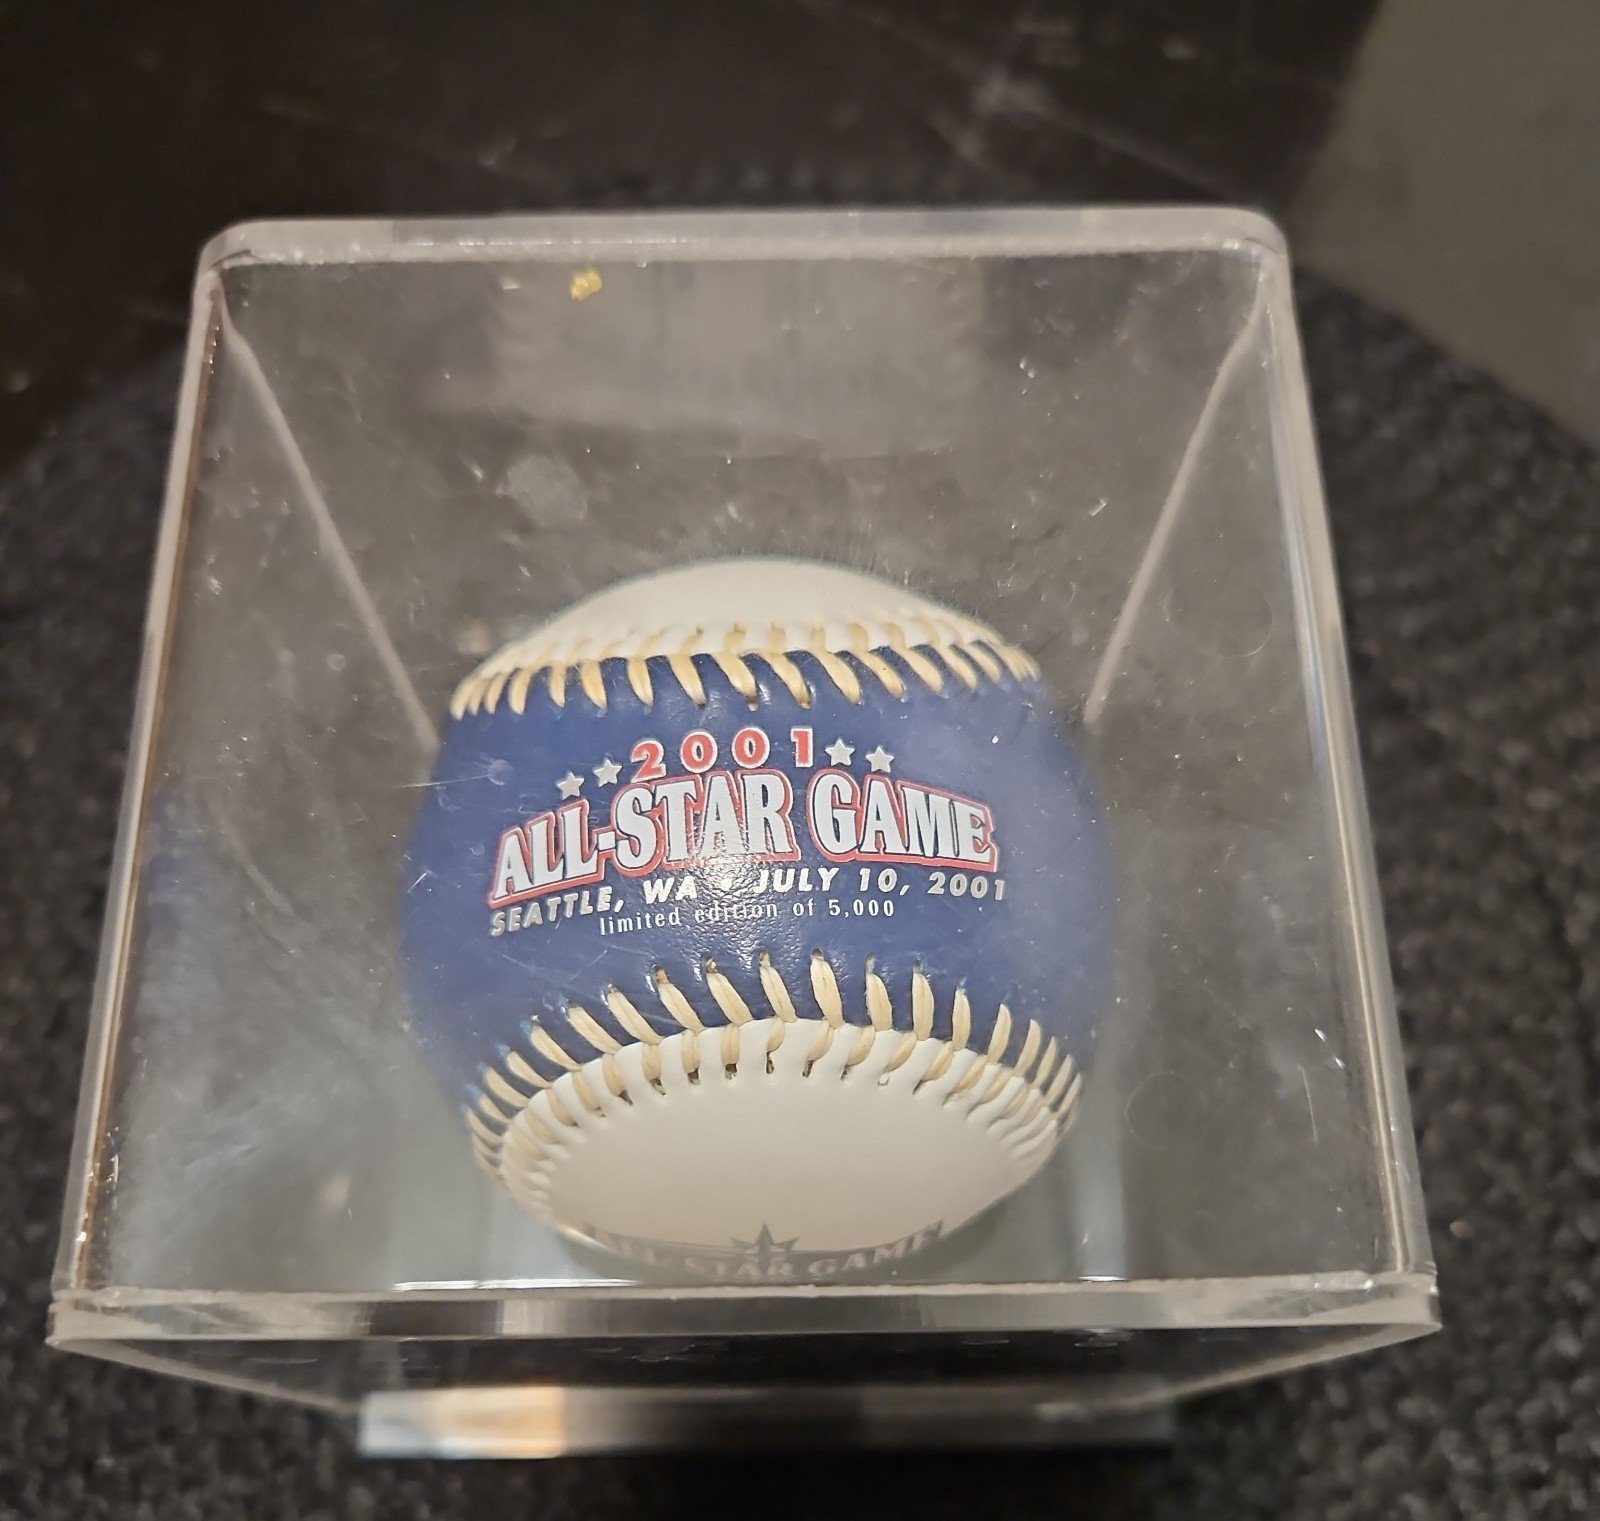 2001
ALL-STAR GAME
SEATTLE, WA • JULY 10, 2001
limited edition of 5,000
ALL STAR GAME